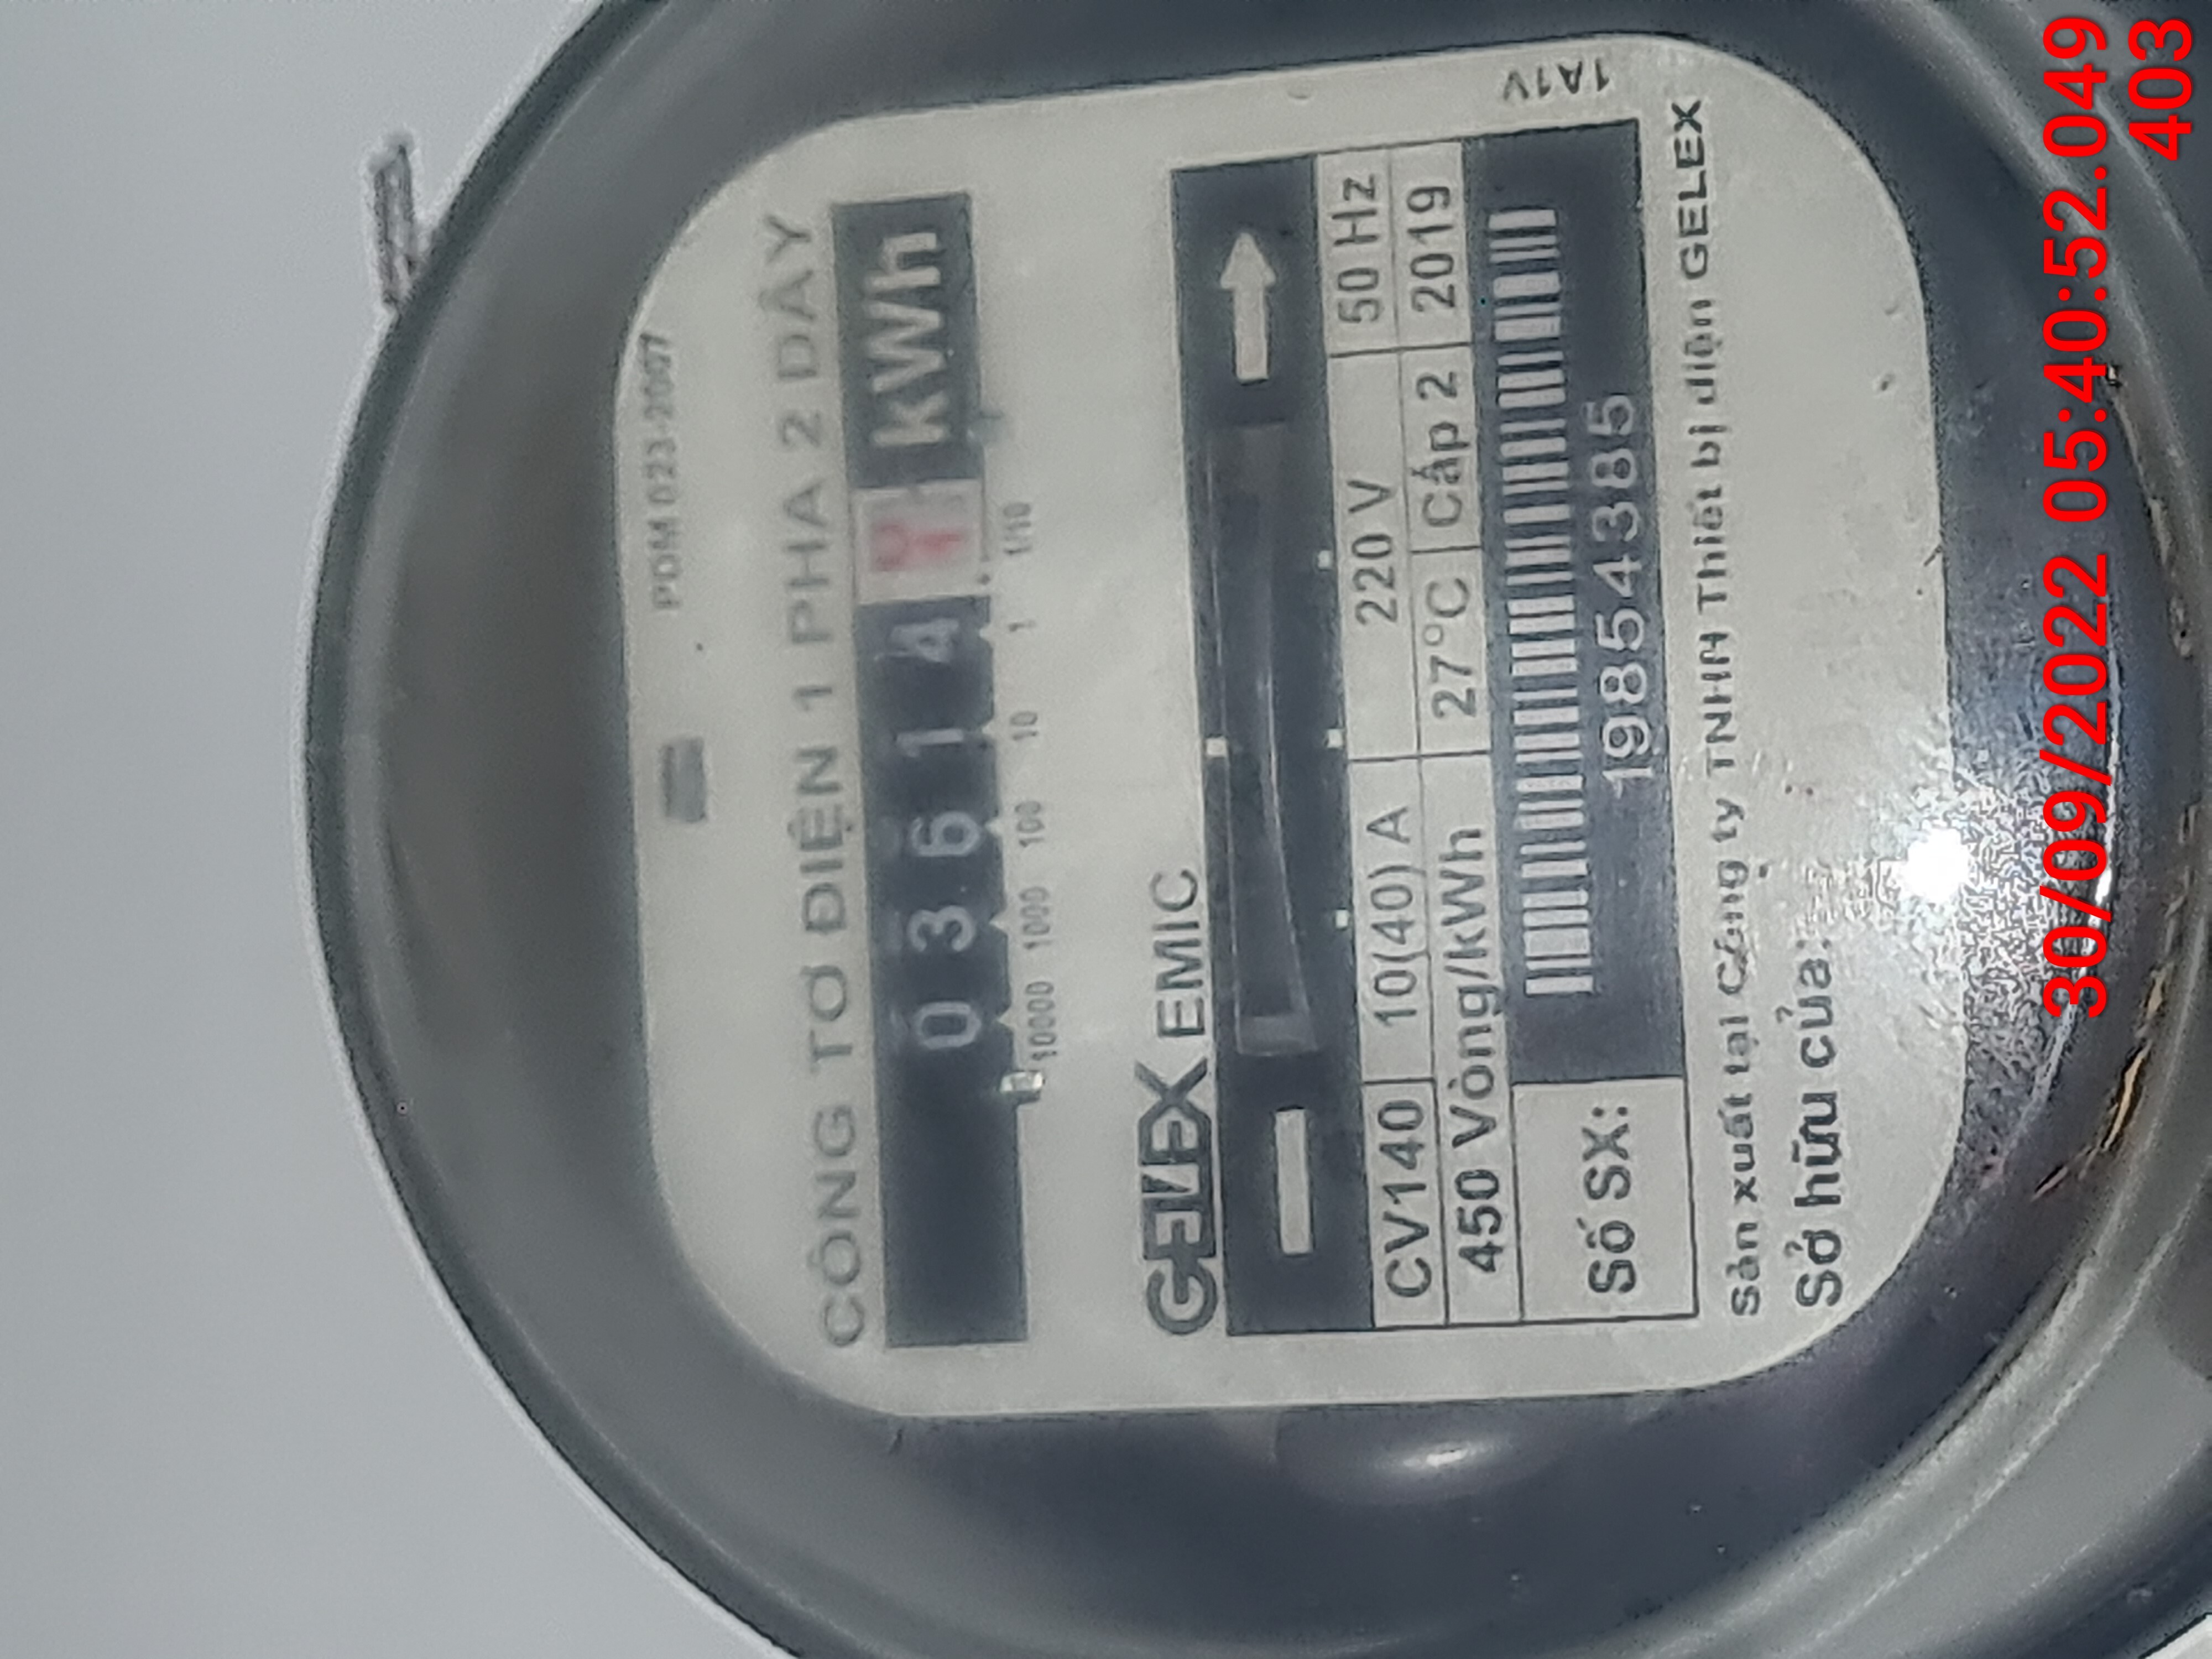 PDM 023-2007
CÔNG TƠ ĐIỆN 1 PHA 2 DÂY
0 3 6 1 4 kWh
10000 1000 100 10 1 1/10
GELEX EMIC
CV140 10(40) A 220 V 50 Hz
450 Vòng/kWh 27°C Cấp 2 2019
Số SX: 19854385
Sản xuất tại Công ty TNHH Thiết bị điện GELEX
Sở hữu của:
1A1V
30/09/2022 05:40:52.049
403